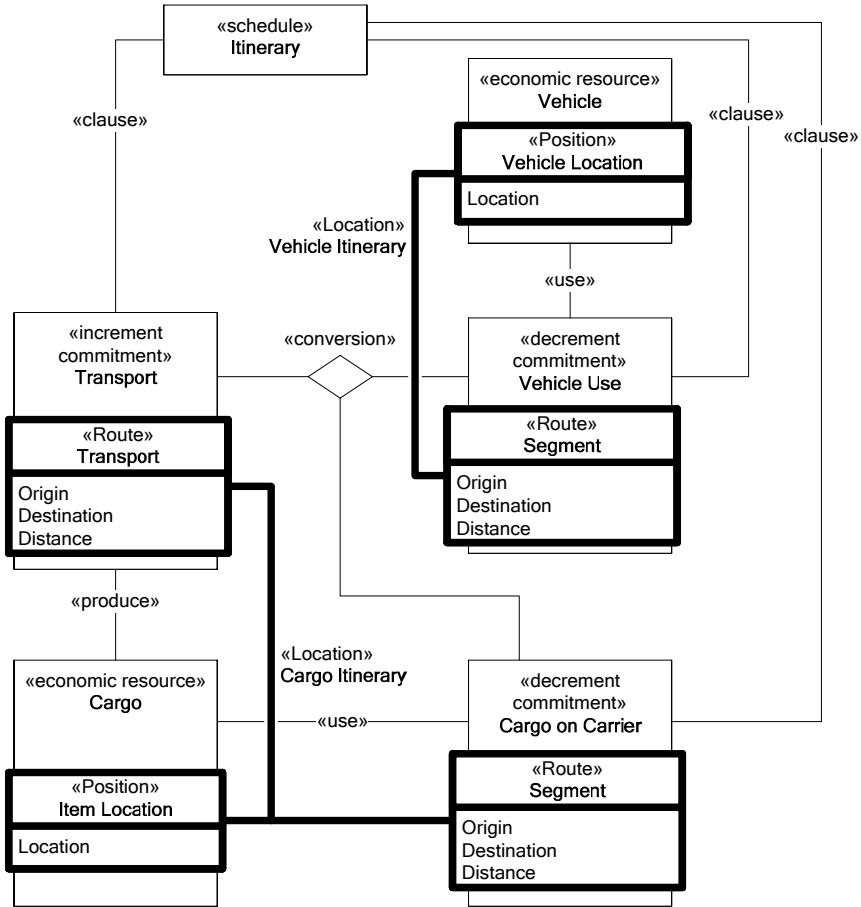 «schedule»
Itinerary
«clause»
«clause»
«clause»
«economic resource»
Vehicle
«Position»
Vehicle Location
Location
«Location»
Vehicle Itinerary
«use»
«increment
commitment»
Transport
«conversion»
«decrement
commitment»
Vehicle Use
«Route»
Transport
Origin
Destination
Distance
«Route»
Segment
Origin
Destination
Distance
«produce»
«Location»
Cargo Itinerary
«economic resource»
Cargo
«use»
«decrement
commitment»
Cargo on Carrier
«Position»
Item Location
Location
«Route»
Segment
Origin
Destination
Distance